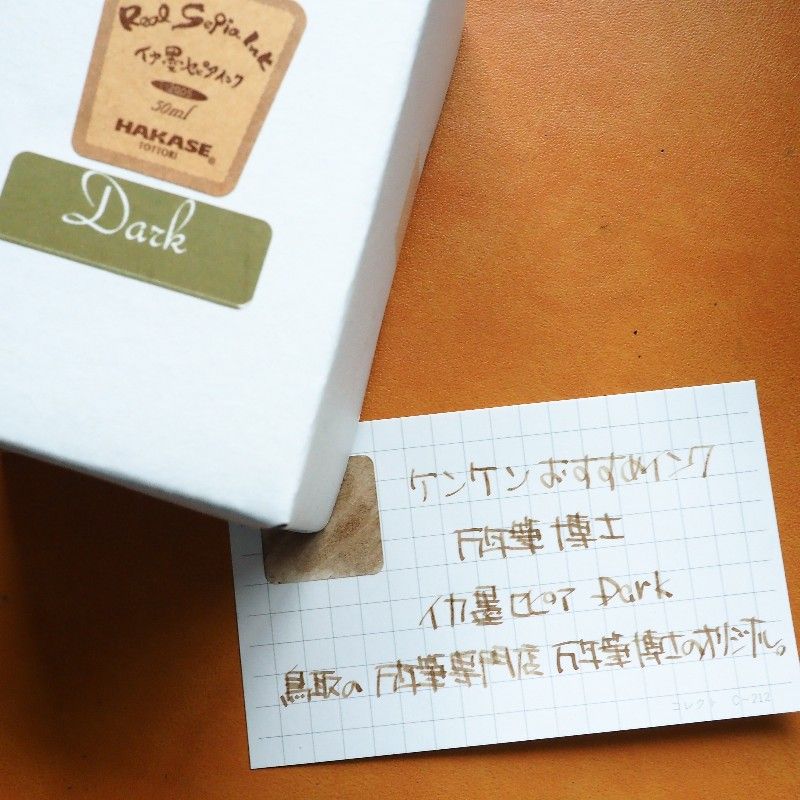 Real Sepia Ink
イカ墨セピアインク
2005
50ml
HAKASE®
TOTTORI
Dark
ケンケンおすすめインク
万年筆博士
イカ墨セピア Dark
鳥取の 万年筆専門店 万年筆博士のオリジナル。
コレクト C-212